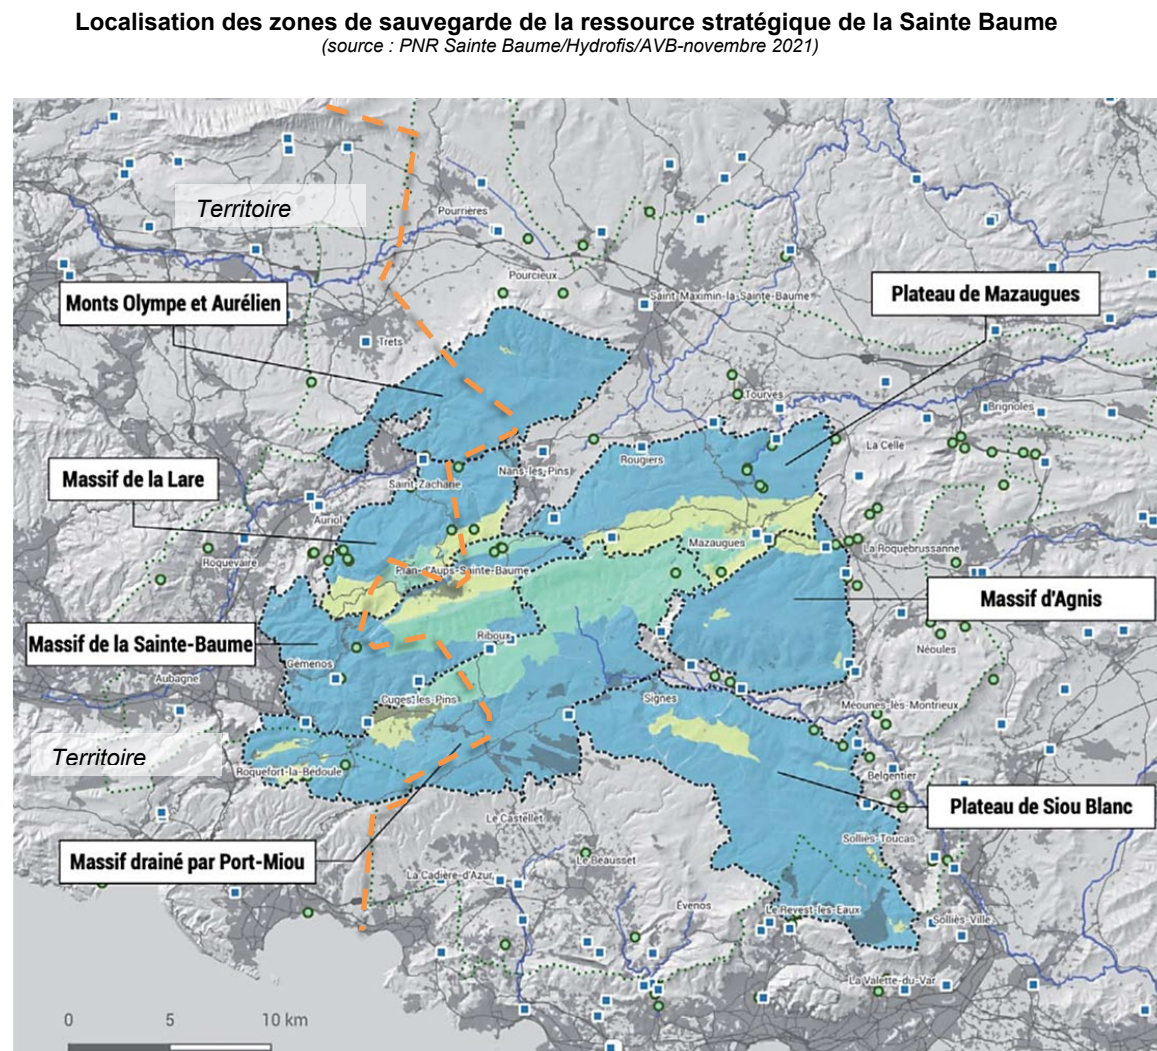 Localisation des zones de sauvegarde de la ressource stratégique de la Sainte Baume
(source : PNR Sainte Baume/Hydrofis/AVB-novembre 2021)
Territoire
Pourrières
Pourcieux
Monts Olympe et Aurélien
Saint-Maximin-la-Sainte-Baume
Plateau de Mazaugues
Trets
Tourves
Brignoles
La Celle
Rougiers
Nans-les-Pins
Massif de la Lare
Saint-Zacharie
Auriol
Roquevaire
Mazaugues
La Roquebrussanne
Plan-d'Aups-Sainte-Baume
Massif d'Agnis
Riboux
Massif de la Sainte-Baume
Néoules
Gémenos
Aubagne
Cuges-les-Pins
Signes
Méounes-lès-Montrieux
Territoire
Roquefort-la-Bédoule
Belgentier
Plateau de Siou Blanc
Le Castellet
Solliès-Toucas
Massif drainé par Port-Miou
Le Beausset
La Cadière-d'Azur
Évenos
Le Revest-les-Eaux
Solliès-Ville
La Valette-du-Var
0 5 10 km